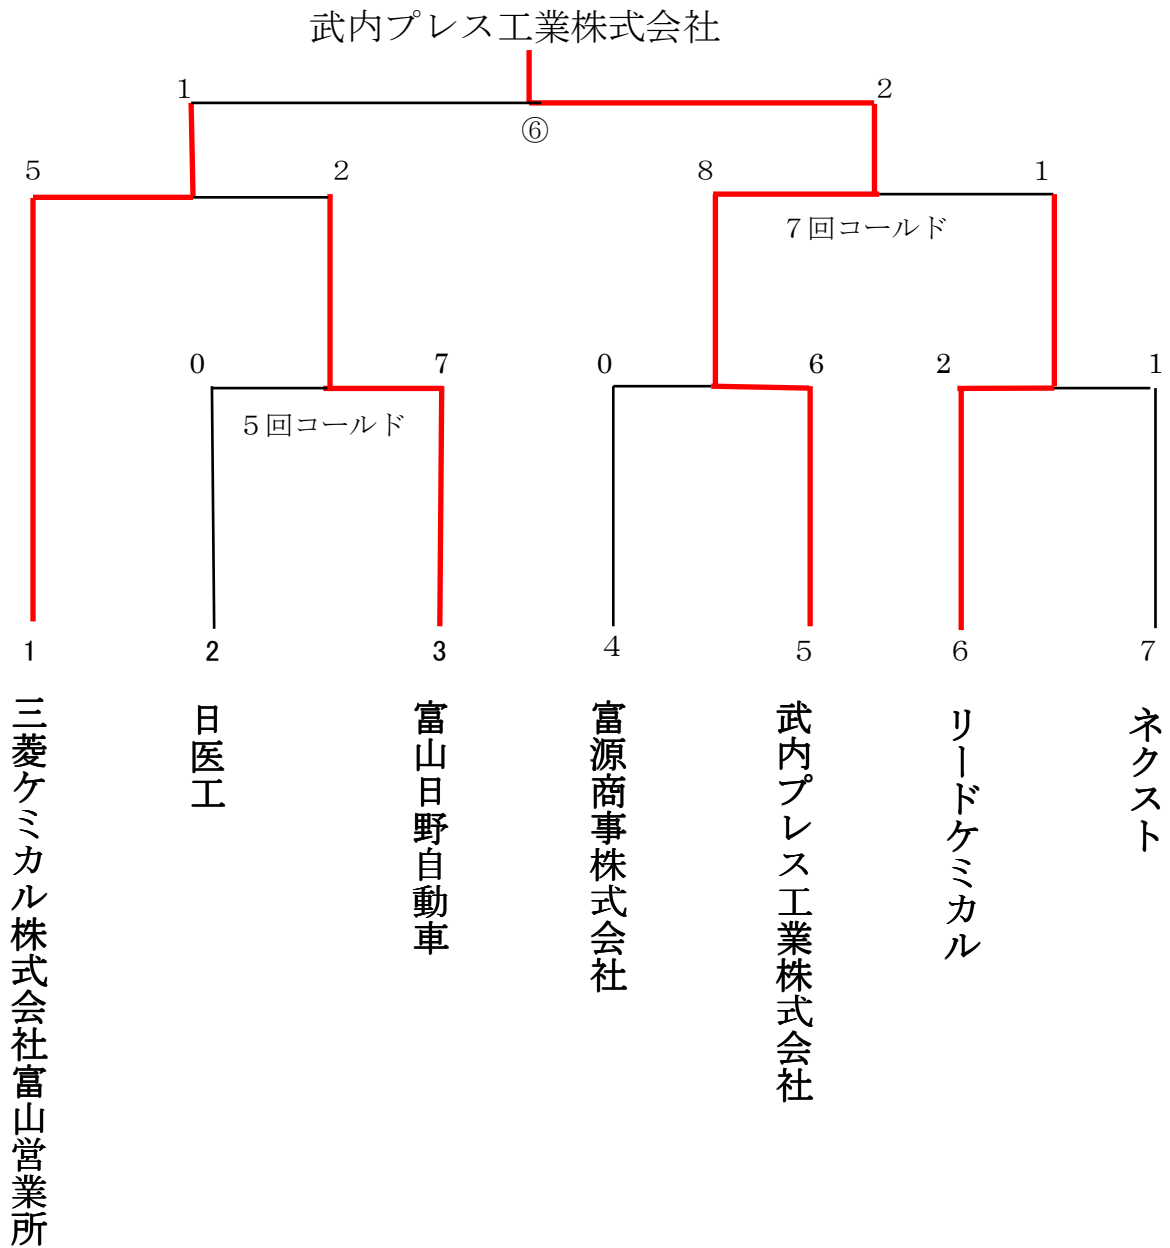 武内プレス工業株式会社
1
2
⑥
5
2
8
1
７回コールド
0
7
0
6
2
1
５回コールド
1
2
3
4
5
6
7
三菱ケミカル株式会社富山営業所
日医工
富山日野自動車
富源商事株式会社
武内プレス工業株式会社
リードケミカル
ネクスト